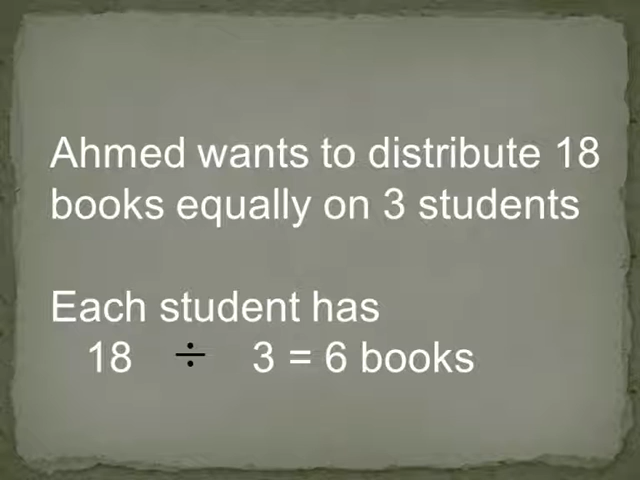 Ahmed wants to distribute 18
books equally on 3 students
Each student has
18 ÷ 3 = 6 books